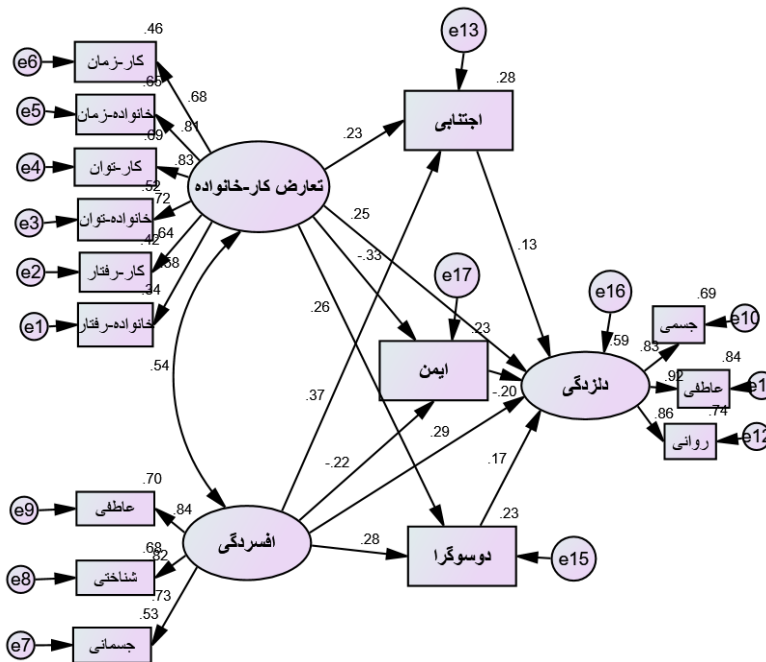 e6
.46
کار-زمان
.68
e5
.65
خانواده-زمان
.81
e4
.69
کار-توان
.83
e3
.52
خانواده-توان
.72
e2
.42
کار-رفتار
.64
e1
.34
خانواده-رفتار
.58
تعارض کار-خانواده
e13
.28
اجتنابی
.23
.25
-.33
.26
.13
e17
.23
ایمن
-.20
e16
.59
دلزدگی
.83
.69
جسمی
e10
.92
.84
عاطفی
.86
.74
روانی
e12
.54
.37
-.22
.29
.17
.28
.23
دوسوگرا
e15
افسردگی
e9
.70
عاطفی
.84
e8
.68
شناختی
.82
e7
.53
جسمانی
.73